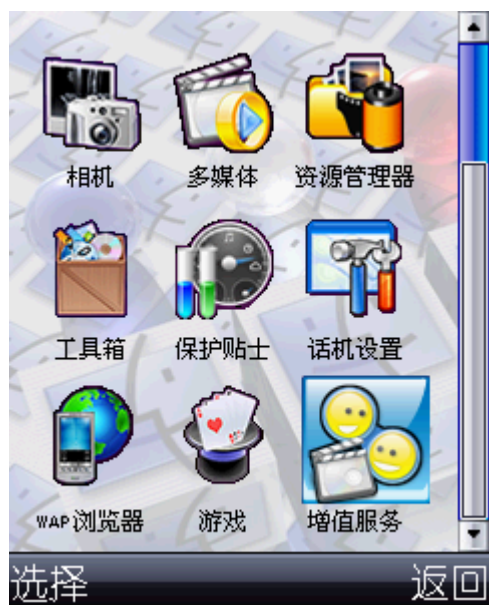 相机
多媒体
资源管理器
工具箱
保护贴士
话机设置
WAP浏览器
游戏
增值服务
选择
返回